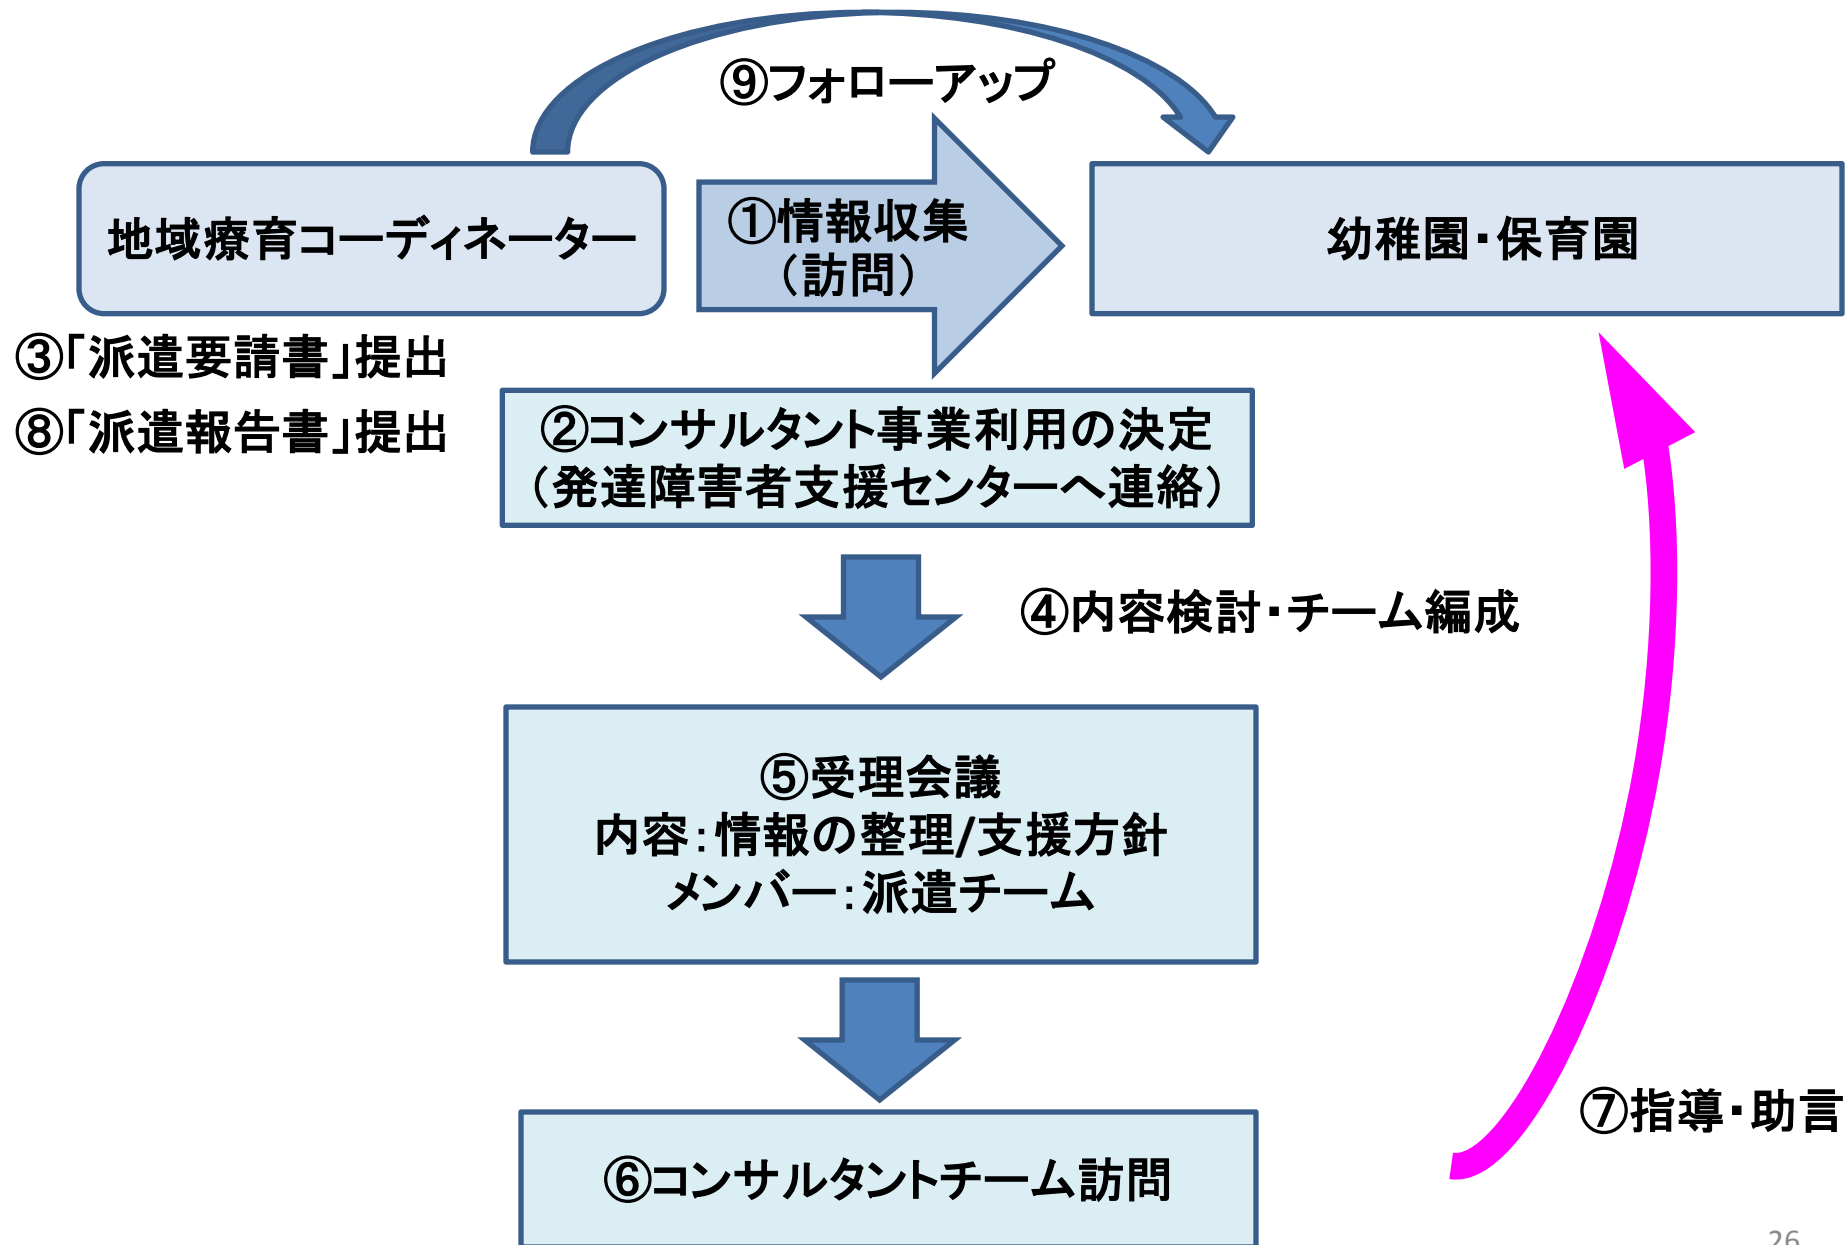 ⑨フォローアップ
地域療育コーディネーター
①情報収集
（訪問）
幼稚園・保育園
③「派遣要請書」提出
⑧「派遣報告書」提出
②コンサルタント事業利用の決定
（発達障害者支援センターへ連絡）
④内容検討・チーム編成
⑤受理会議
内容：情報の整理/支援方針
メンバー：派遣チーム
⑦指導・助言
⑥コンサルタントチーム訪問
26